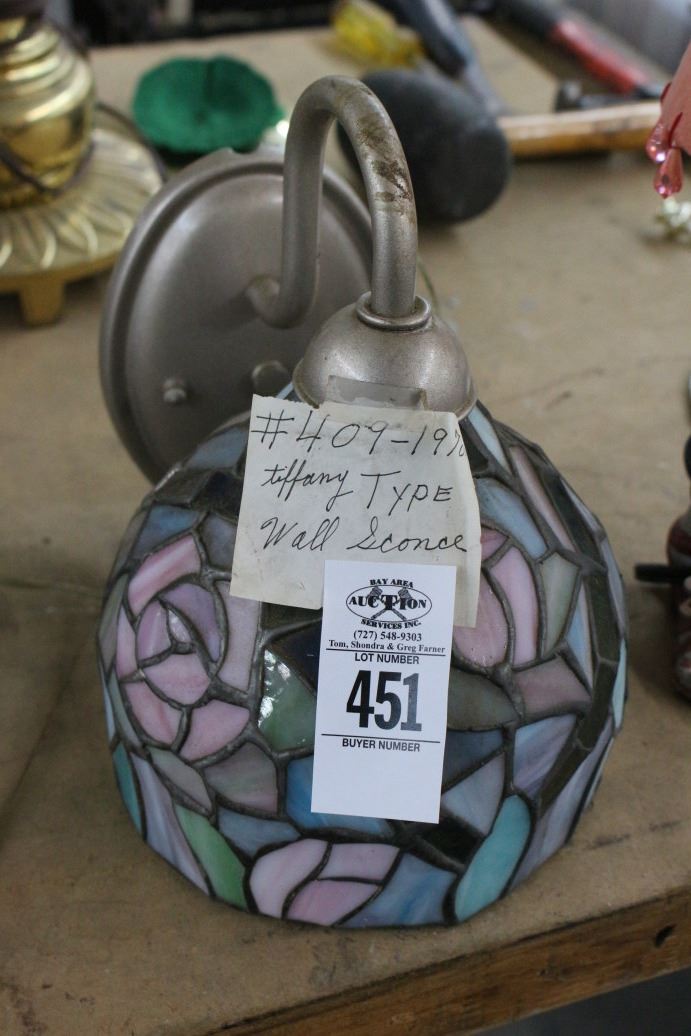 #409-197
tiffany TYPE
Wall Sconce
BAY AREA
AUCTION
SERVICES INC.
(727) 548-9303
Tom, Shondra & Greg Farner
LOT NUMBER
451
BUYER NUMBER